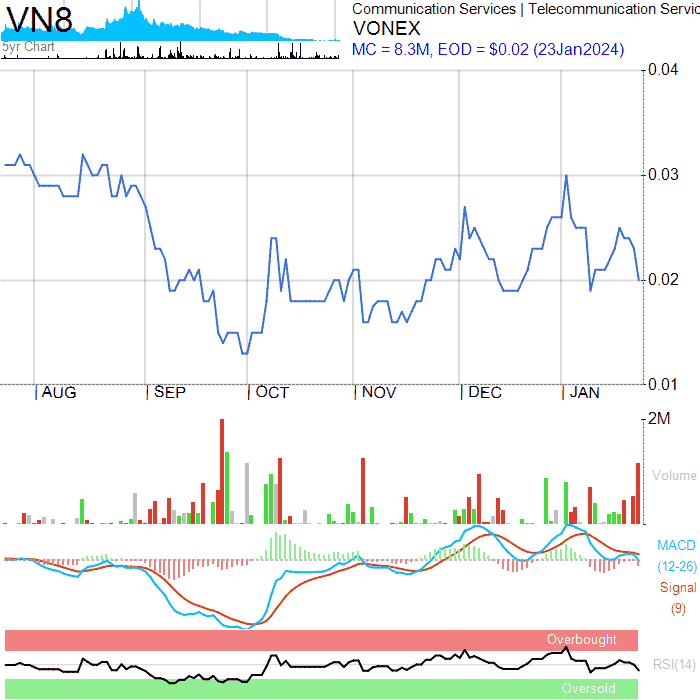 VN8
5yr Chart
Communication Services | Telecommunication Servic
VONEX
MC = 8.3M, EOD = $0.02 (23Jan2024)
0.04
0.03
0.02
0.01
AUG
SEP
OCT
NOV
DEC
JAN
2M
Volume
MACD
(12-26)
Signal
(9)
Overbought
RSI(14)
Oversold